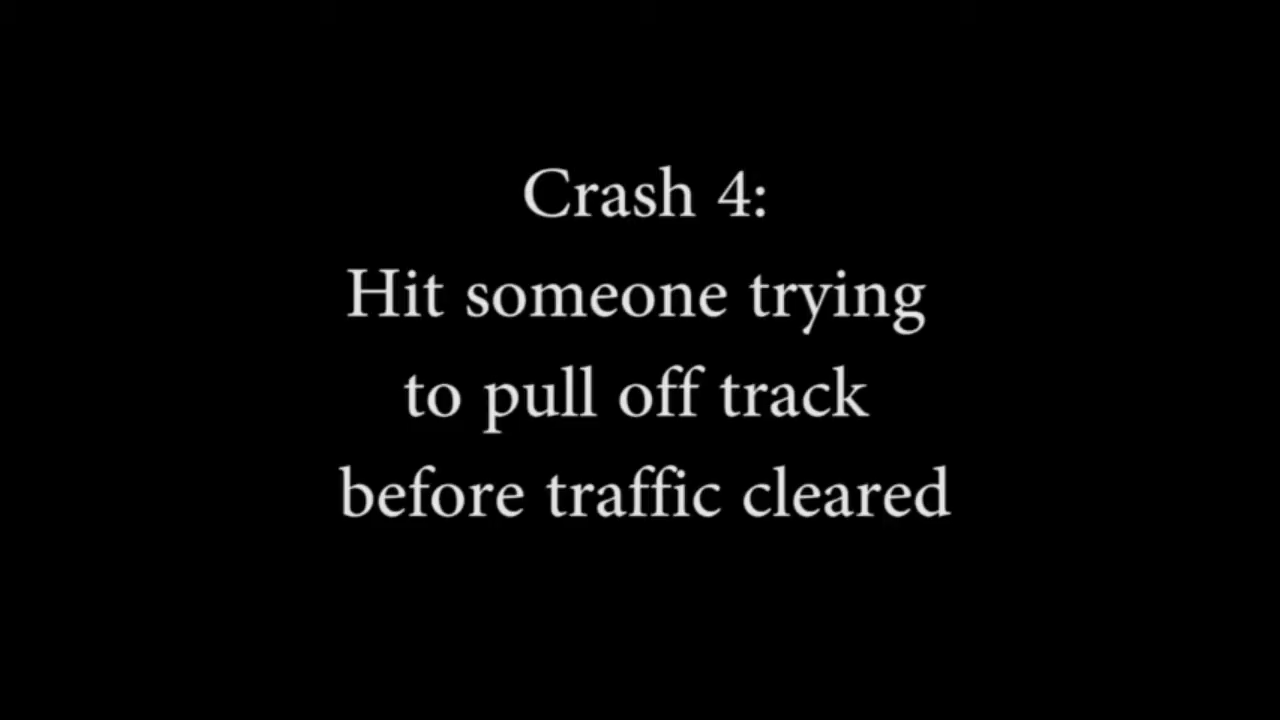 Crash 4:
Hit someone trying
to pull off track
before traffic cleared